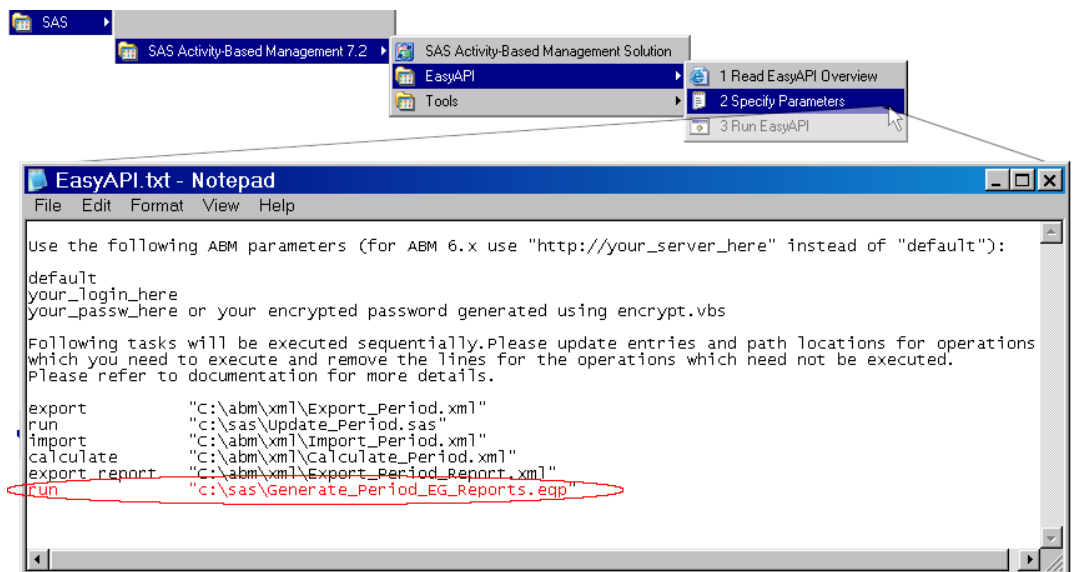 SAS
SAS Activity-Based Management 7.2
SAS Activity-Based Management Solution
EasyAPI
Tools
1 Read EasyAPI Overview
2 Specify Parameters
3 Run EasyAPI
EasyAPI.txt - Notepad
File Edit Format View Help
Use the following ABM parameters (for ABM 6.x use "http://your_server_here" instead of "default"):
default
your_login_here
your_passw_here or your encrypted password generated using encrypt.vbs
Following tasks will be executed sequentially.Please update entries and path locations for operations
which you need to execute and remove the lines for the operations which need not be executed.
Please refer to documentation for more details.
export "C:\abm\xml\Export_Period.xml"
run "c:\sas\Update_Period.sas"
import "C:\abm\xml\Import_Period.xml"
calculate "C:\abm\xml\Calculate_Period.xml"
export_report "C:\abm\xml\Export_Period_Report.xml"
run "c:\sas\Generate_Period_EG_Reports.egp"